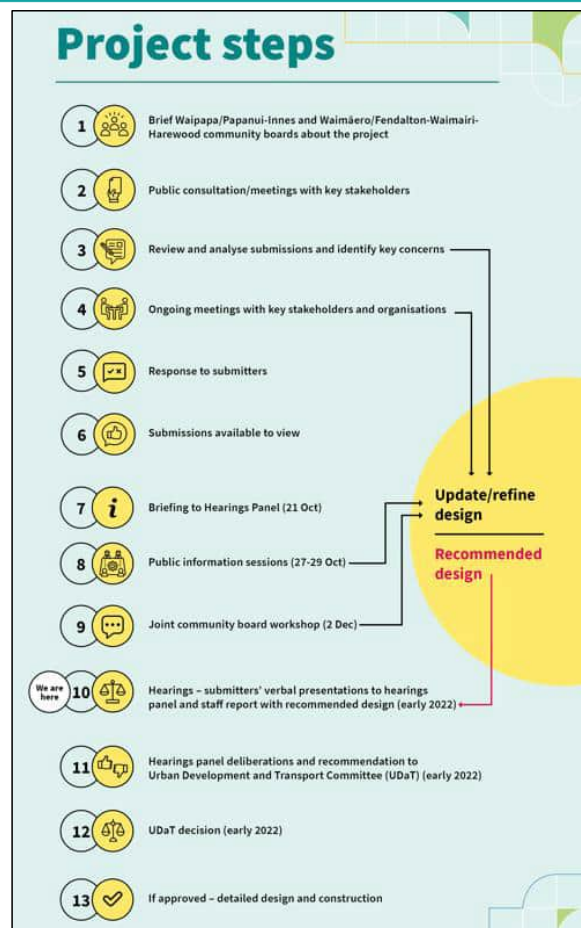 Project steps
1 Brief Waipapa/Papanui-Innes and Waimāero/Fendalton-Waimairi-
Harewood community boards about the project
2 Public consultation/meetings with key stakeholders
3 Review and analyse submissions and identify key concerns
4 Ongoing meetings with key stakeholders and organisations
5 Response to submitters
6 Submissions available to view
Update/refine
design
7 i Briefing to Hearings Panel (21 Oct)
Recommended
design
8 Public information sessions (27-29 Oct)
9 Joint community board workshop (2 Dec)
We are
here
10 Hearings – submitters' verbal presentations to hearings
panel and staff report with recommended design (early 2022)
11 Hearings panel deliberations and recommendation to
Urban Development and Transport Committee (UDaT) (early 2022)
12 UDaT decision (early 2022)
13 If approved – detailed design and construction